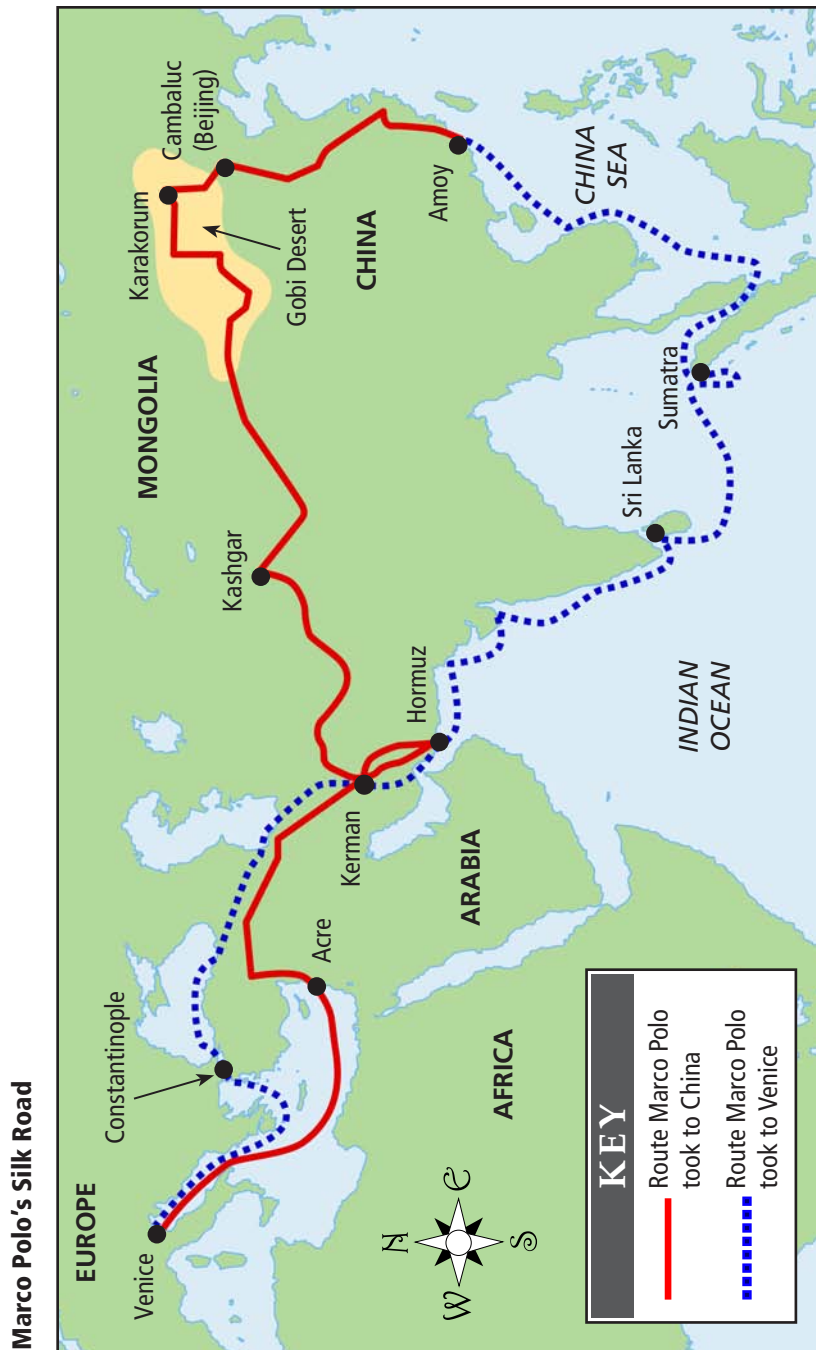 Marco Polo's Silk Road
EUROPE
Venice
Constantinople
Acre
AFRICA
ARABIA
Kerman
Hormuz
Kashgar
MONGOLIA
Karakorum
Cambaluc
(Beijing)
Gobi Desert
CHINA
Amoy
CHINA
SEA
Sri Lanka
Sumatra
INDIAN
OCEAN
N
W
E
S
KEY
Route Marco Polo
took to China
Route Marco Polo
took to Venice